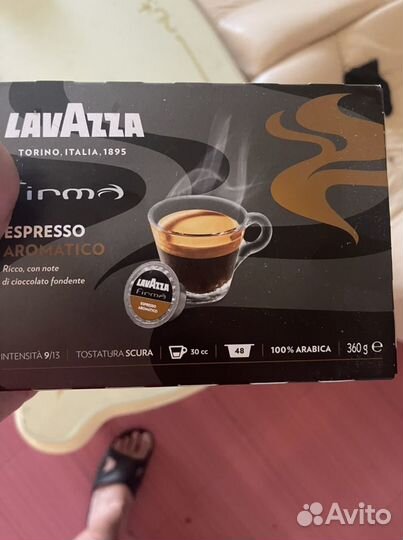 LAVAZZA
TORINO, ITALIA, 1895
Firma
ESPRESSO
AROMATICO
Ricco, con note
di cioccolato fondente
LAVAZZA
Firma
ESPRESSO
AROMATICO
INTENSITÀ 9/13
TOSTATURA SCURA
30 cc
48
100% ARABICA
360 g e
Avito